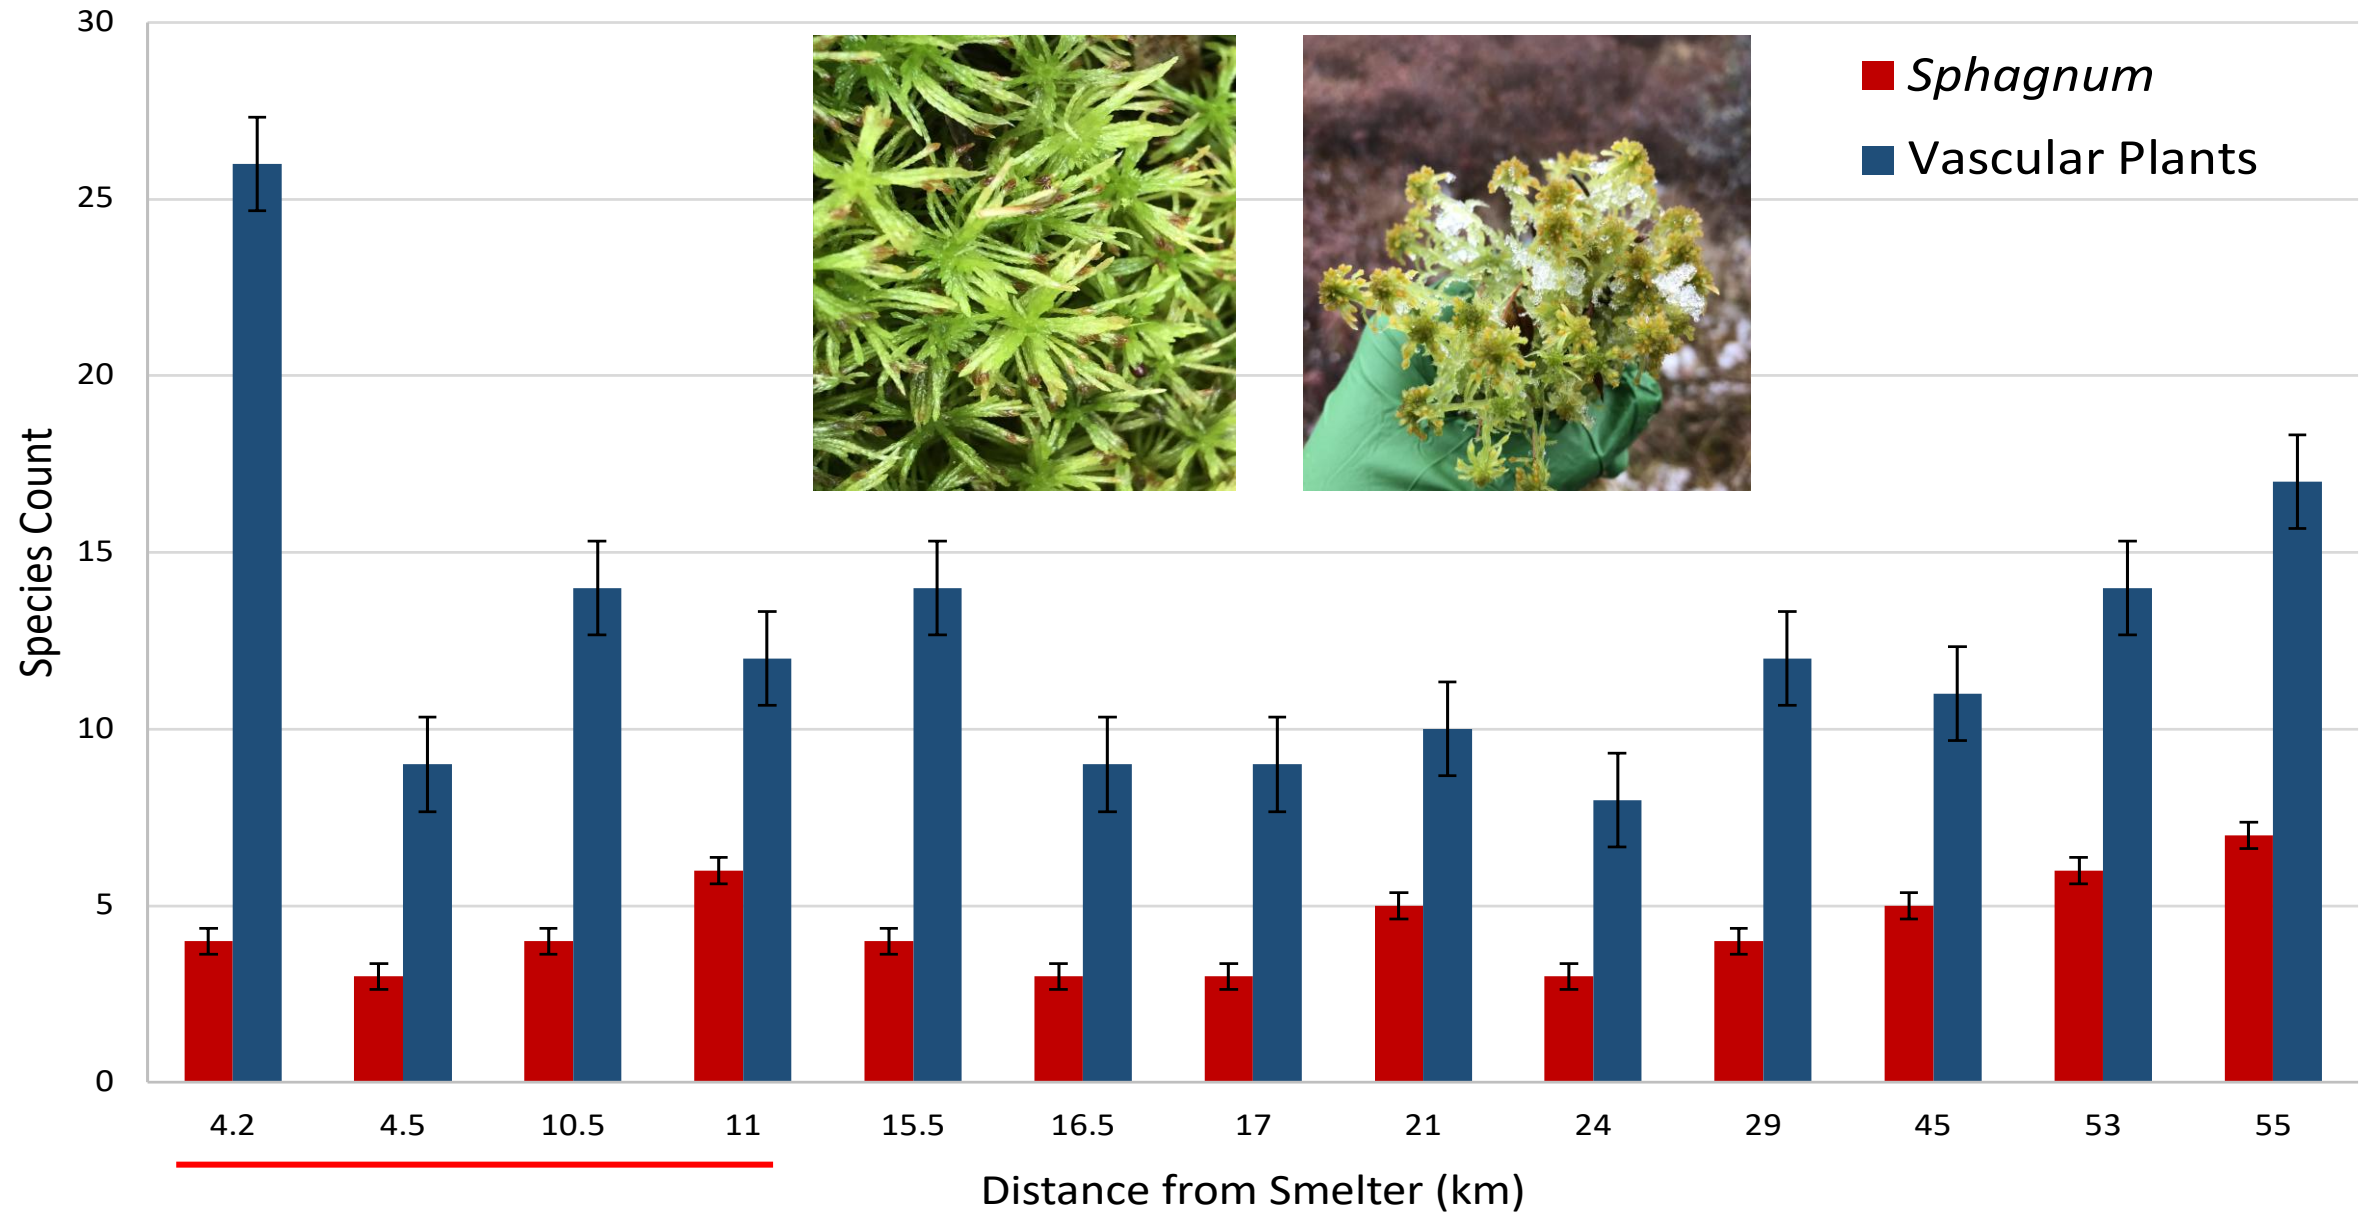 30
25
20
15
10
5
0
Species Count
Sphagnum
Vascular Plants
4.2 4.5 10.5 11 15.5 16.5 17 21 24 29 45 53 55
Distance from Smelter (km)